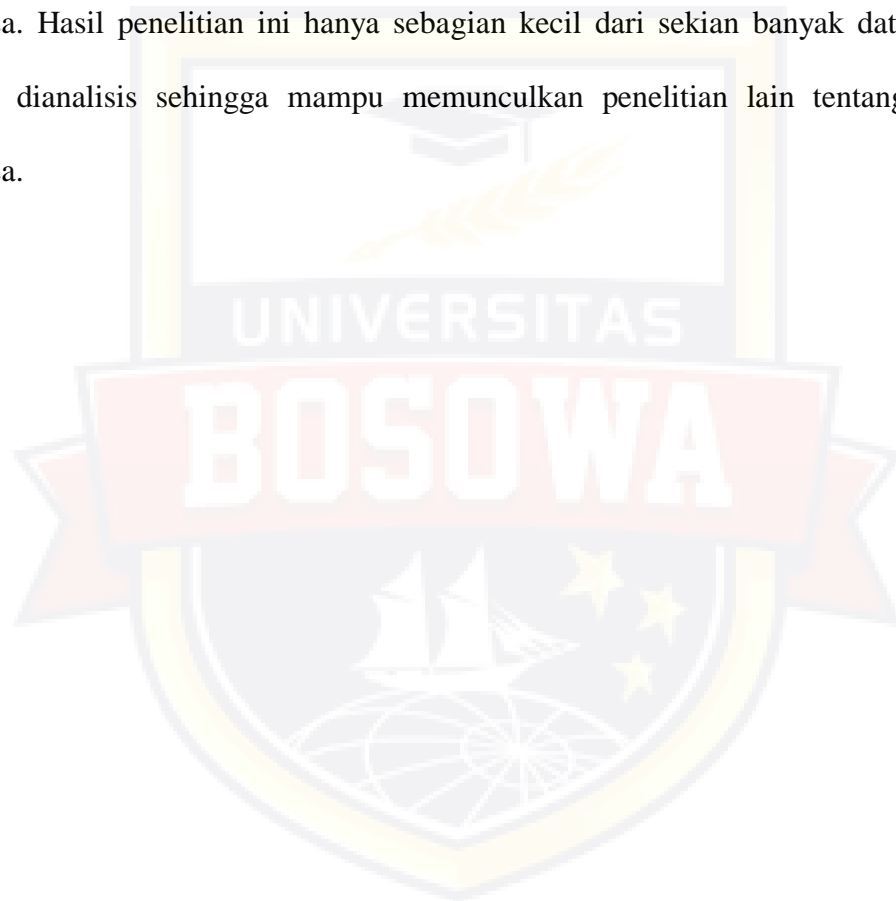 a. Hasil penelitian ini hanya sebagian kecil dari sekian banyak dat
dianalisis sehingga mampu memunculkan penelitian lain tentang
a.
UNIVERSITAS
BOSOWA